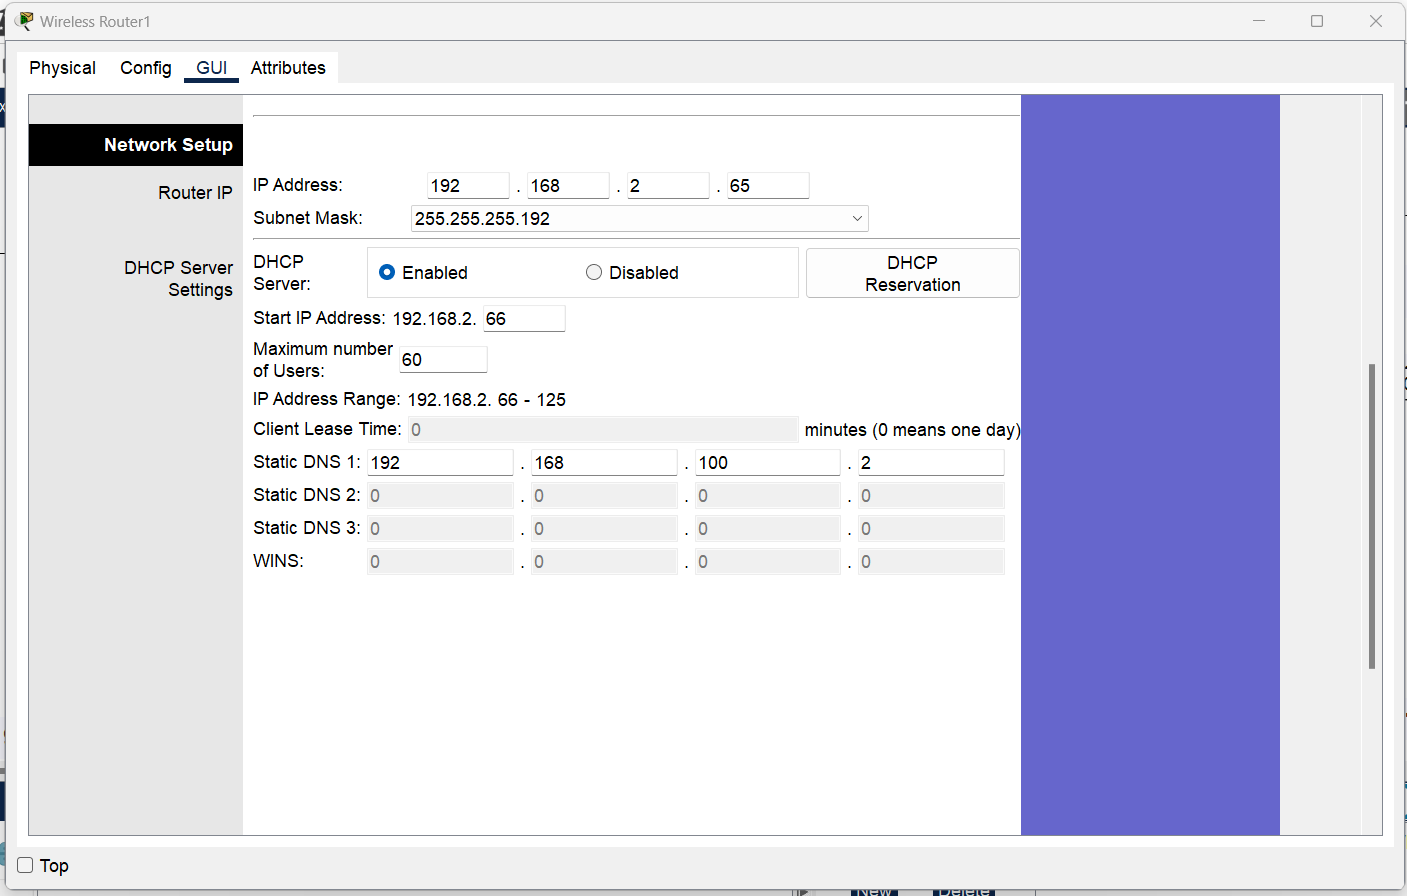 Wireless Router1
Physical Config GUI Attributes
Network Setup
Router IP
IP Address: 192 . 168 . 2 . 65
Subnet Mask: 255.255.255.192
DHCP Server Settings
DHCP Server: Enabled Disabled DHCP Reservation
Start IP Address: 192.168.2. 66
Maximum number of Users: 60
IP Address Range: 192.168.2. 66 - 125
Client Lease Time: 0 minutes (0 means one day)
Static DNS 1: 192 . 168 . 100 . 2
Static DNS 2: 0 . 0 . 0 . 0
Static DNS 3: 0 . 0 . 0 . 0
WINS: 0 . 0 . 0 . 0
Top
New Delete